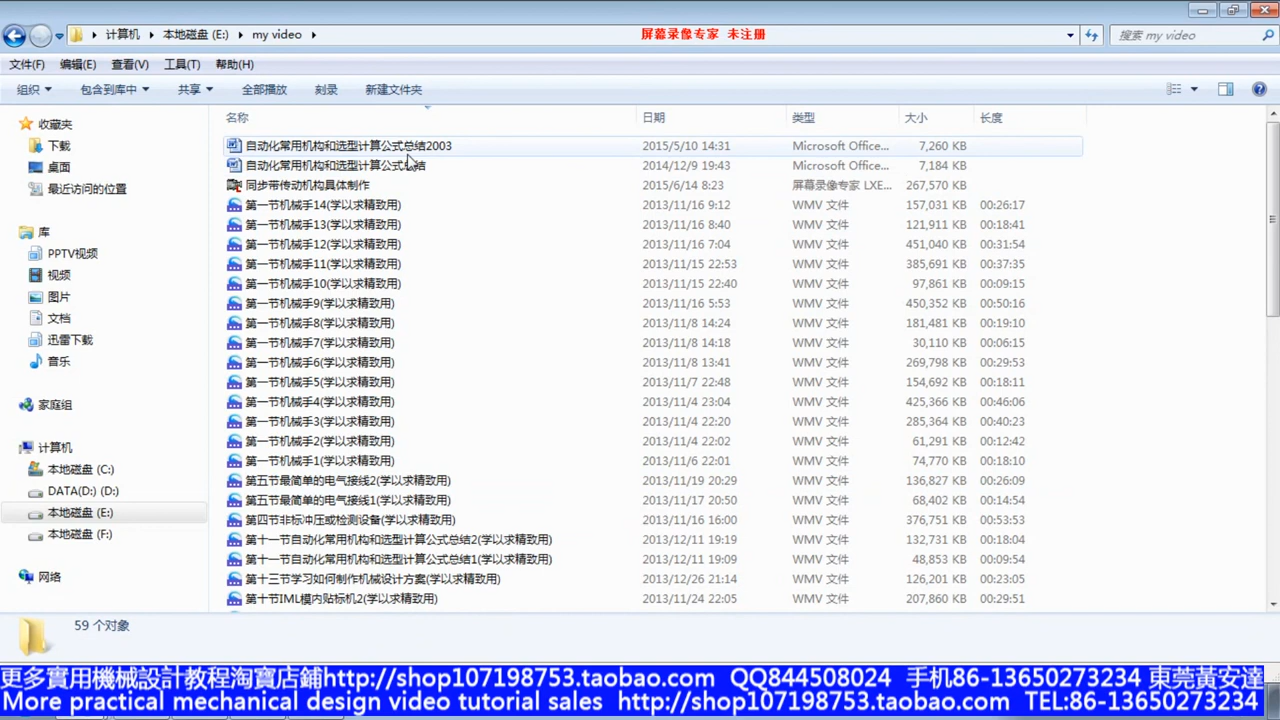 计算机 本地磁盘 (E:) my video 屏幕录像专家 未注册 搜索 my video
文件(F) 编辑(E) 查看(V) 工具(T) 帮助(H)
组织 包含到库中 共享 全部播放 刻录 新建文件夹
收藏夹
下载
桌面
最近访问的位置
库
PPTV视频
视频
图片
文档
迅雷下载
音乐
家庭组
计算机
本地磁盘 (C:)
DATA(D:) (D:)
本地磁盘 (E:)
本地磁盘 (F:)
网络
名称 日期 类型 大小 长度
自动化常用机构和选型计算公式总结2003 2015/5/10 14:31 Microsoft Office... 7,260 KB
自动化常用机构和选型计算公式总结 2014/12/9 19:43 Microsoft Office... 7,184 KB
同步带传动机构具体制作 2015/6/14 8:23 屏幕录像专家 LXE... 267,570 KB
第一节机械手14(学以求精致用) 2013/11/16 9:12 WMV 文件 157,031 KB 00:26:17
第一节机械手13(学以求精致用) 2013/11/16 8:40 WMV 文件 121,911 KB 00:18:41
第一节机械手12(学以求精致用) 2013/11/16 7:04 WMV 文件 451,040 KB 00:31:54
第一节机械手11(学以求精致用) 2013/11/15 22:53 WMV 文件 385,691 KB 00:37:35
第一节机械手10(学以求精致用) 2013/11/15 22:40 WMV 文件 97,861 KB 00:09:15
第一节机械手9(学以求精致用) 2013/11/16 5:53 WMV 文件 450,352 KB 00:50:16
第一节机械手8(学以求精致用) 2013/11/8 14:24 WMV 文件 181,481 KB 00:19:10
第一节机械手7(学以求精致用) 2013/11/8 14:18 WMV 文件 30,110 KB 00:06:15
第一节机械手6(学以求精致用) 2013/11/8 13:41 WMV 文件 269,798 KB 00:29:53
第一节机械手5(学以求精致用) 2013/11/7 22:48 WMV 文件 154,692 KB 00:18:11
第一节机械手4(学以求精致用) 2013/11/4 23:04 WMV 文件 425,366 KB 00:46:06
第一节机械手3(学以求精致用) 2013/11/4 22:20 WMV 文件 285,364 KB 00:40:23
第一节机械手2(学以求精致用) 2013/11/4 22:02 WMV 文件 61,291 KB 00:12:42
第一节机械手1(学以求精致用) 2013/11/6 22:01 WMV 文件 74,770 KB 00:18:10
第五节最简单的电气接线2(学以求精致用) 2013/11/19 20:29 WMV 文件 136,827 KB 00:26:09
第五节最简单的电气接线1(学以求精致用) 2013/11/17 20:50 WMV 文件 68,402 KB 00:14:54
第四节非标冲压或检测设备(学以求精致用) 2013/11/16 16:00 WMV 文件 376,751 KB 00:53:53
第十一节自动化常用机构和选型计算公式总结2(学以求精致用) 2013/12/11 19:19 WMV 文件 132,731 KB 00:18:04
第十一节自动化常用机构和选型计算公式总结1(学以求精致用) 2013/12/11 19:09 WMV 文件 48,853 KB 00:09:54
第十三节学习如何制作机械设计方案(学以求精致用) 2013/12/26 21:14 WMV 文件 126,201 KB 00:23:05
第十节IML模内贴标机2(学以求精致用) 2013/11/24 22:05 WMV 文件 207,860 KB 00:29:51
59 个对象
更多實用機械設計教程淘寶店鋪http://shop107198753.taobao.com QQ844508024 手机86-13650273234 東莞黃安達
More practical mechanical design video tutorial sales http://shop107198753.taobao.com TEL:86-13650273234